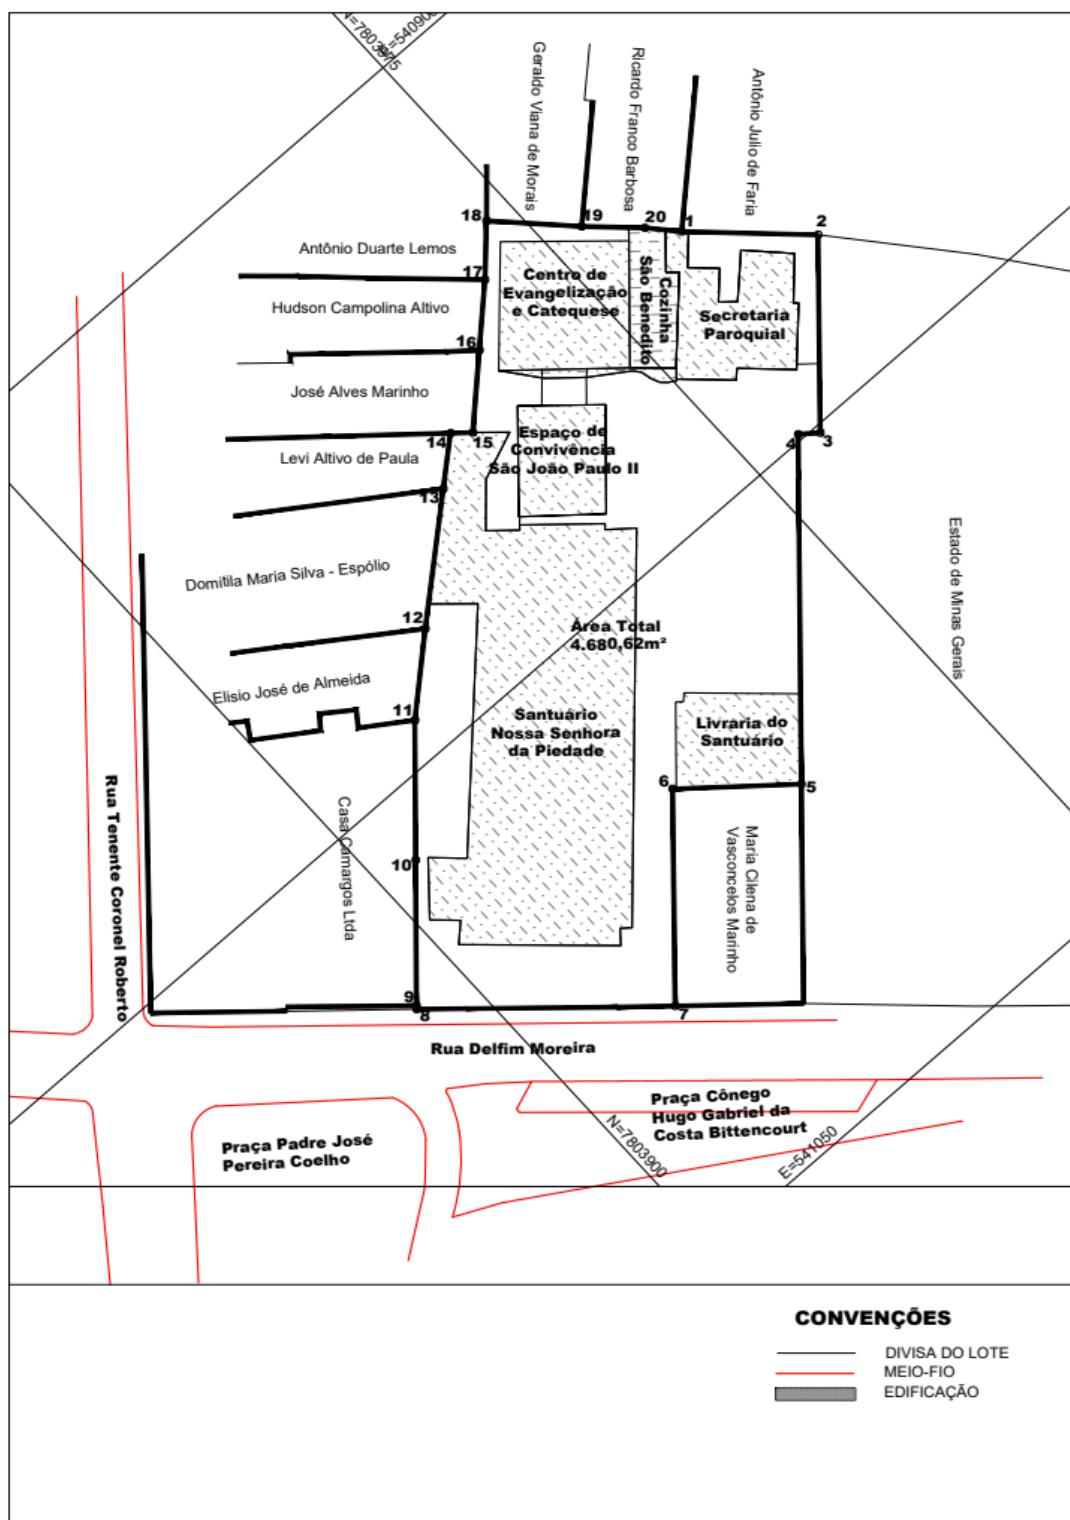 N=7803975
E=540900
Geraldo Viana de Morais
Ricardo Franco Barbosa
Antônio Julio de Faria
18
19
20
1
2
Antônio Duarte Lemos
17
Hudson Campolina Altivo
16
José Alves Marinho
14
15
Levi Altivo de Paula
13
Domitila Maria Silva - Espólio
12
Elisio José de Almeida
11
Centro de
Evangelização
e Catequese
Cozinha
São Benedito
Secretaria
Paroquial
4
3
Espaço de
Convivência
São João Paulo II
Estado de Minas Gerais
Área Total
4.680,62m²
Santuário
Nossa Senhora
da Piedade
Livraria do
Santuário
6
5
Maria Cilena de
Vasconcelos Marinho
Casa Camargos Ltda
10
Rua Tenente Coronel Roberto
9
8
7
Rua Delfim Moreira
Praça Cônego
Hugo Gabriel da
Costa Bittencourt
N=7803900
E=541050
Praça Padre José
Pereira Coelho
CONVENÇÕES
DIVISA DO LOTE
MEIO-FIO
EDIFICAÇÃO